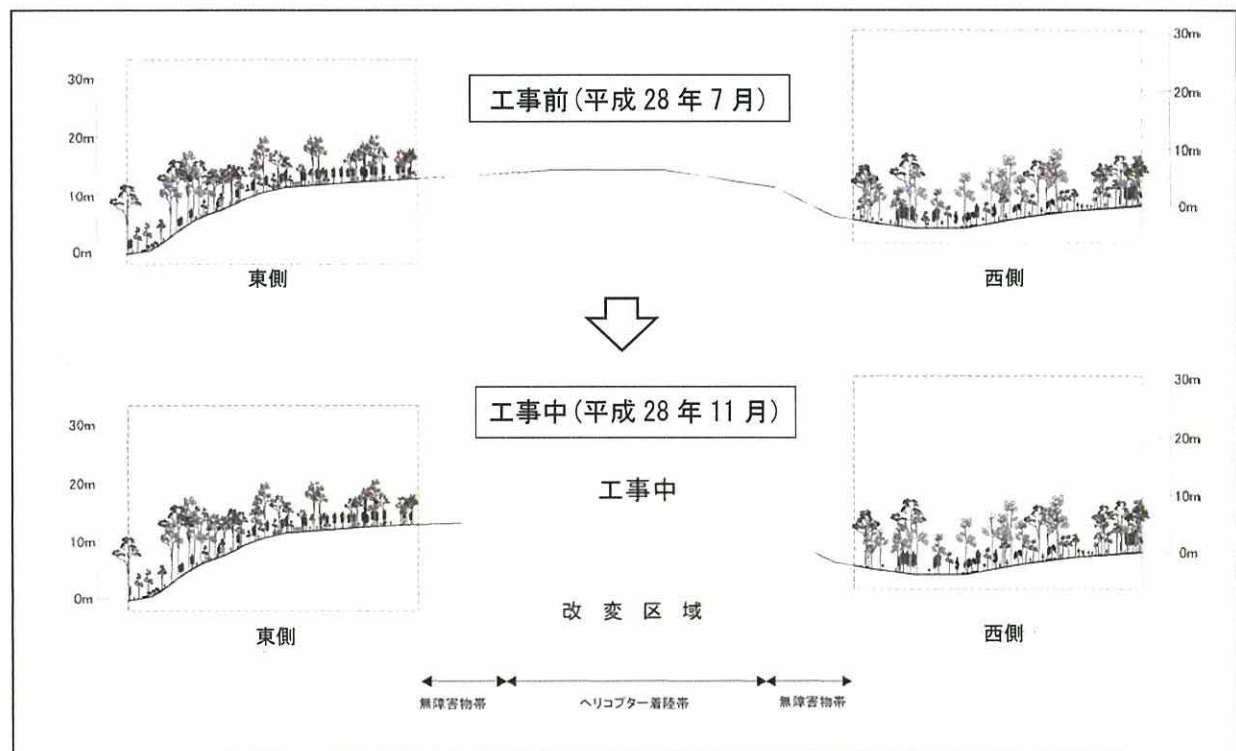 工事前(平成 28 年 7 月)
30m
20m
10m
0m
東側
30m
20m
10m
0m
西側
工事中(平成 28 年 11 月)
工事中
30m
20m
10m
0m
東側
30m
20m
10m
0m
西側
改変区域
無障害物帯
ヘリコプター着陸帯
無障害物帯